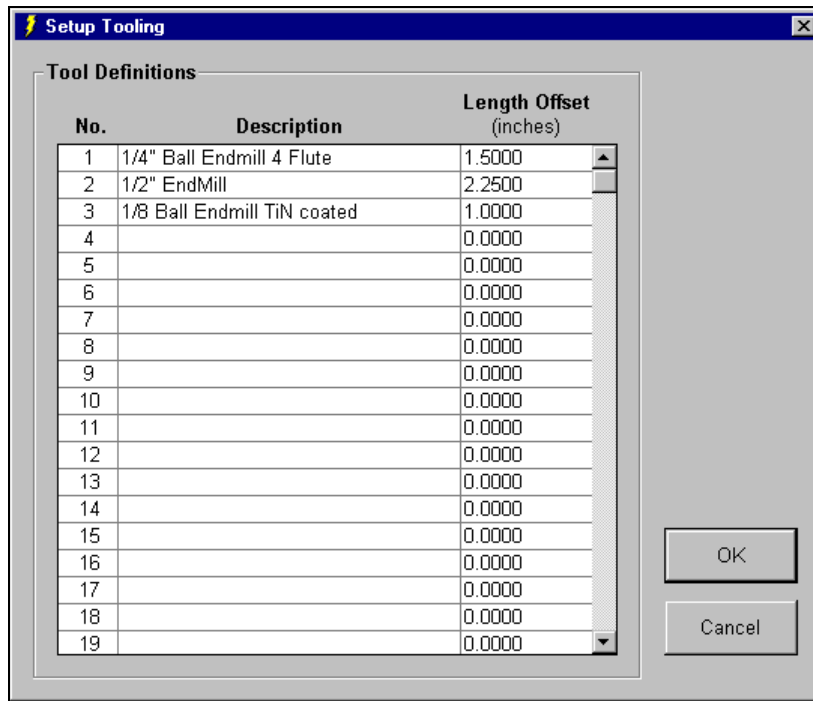 Setup Tooling
Tool Definitions
Length Offset
No. Description (inches)
1 1/4" Ball Endmill 4 Flute 1.5000
2 1/2" EndMill 2.2500
3 1/8 Ball Endmill TiN coated 1.0000
4 0.0000
5 0.0000
6 0.0000
7 0.0000
8 0.0000
9 0.0000
10 0.0000
11 0.0000
12 0.0000
13 0.0000
14 0.0000
15 0.0000
16 0.0000
17 0.0000
18 0.0000
19 0.0000
OK
Cancel